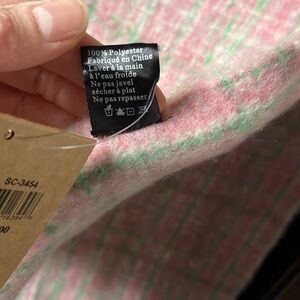 100% Polyester
Fabriqué en Chine
Laver à la main
à l'eau froide
Ne pas javel
sécher à plat
Ne pas repasser
SC-3454